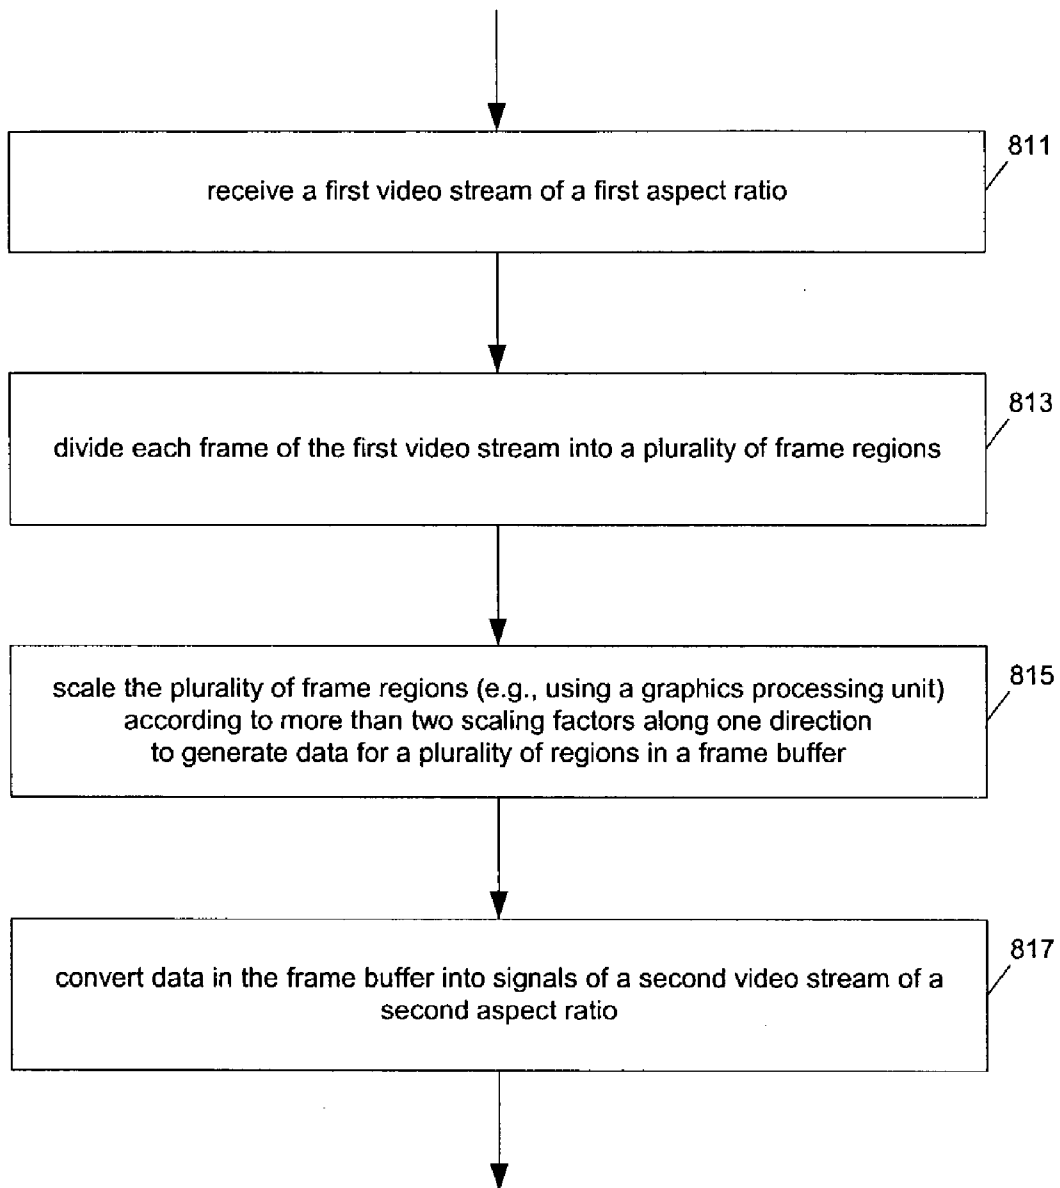 811
receive a first video stream of a first aspect ratio
813
divide each frame of the first video stream into a plurality of frame regions
815
scale the plurality of frame regions (e.g., using a graphics processing unit)
according to more than two scaling factors along one direction
to generate data for a plurality of regions in a frame buffer
817
convert data in the frame buffer into signals of a second video stream of a
second aspect ratio